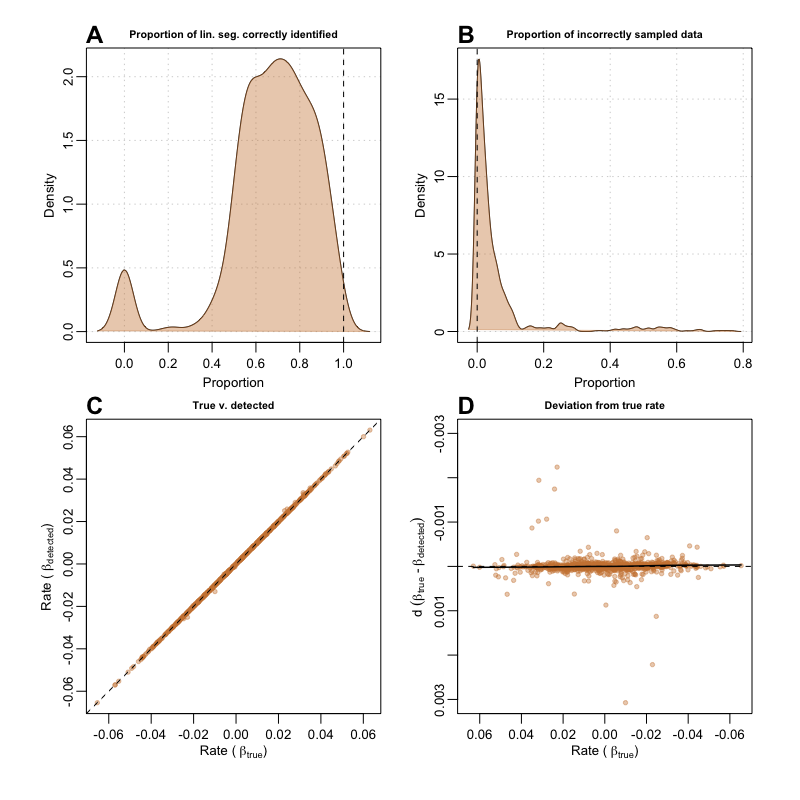 A
Proportion of lin. seg. correctly identified
Density
2.0
1.5
1.0
0.5
0.0
0.0 0.2 0.4 0.6 0.8 1.0
Proportion
B
Proportion of incorrectly sampled data
Density
15
10
5
0
0.0 0.2 0.4 0.6 0.8
Proportion
C
True v. detected
Rate ( βdetected)
0.06
0.04
0.02
0.00
-0.02
-0.04
-0.06
-0.06 -0.04 -0.02 0.00 0.02 0.04 0.06
Rate ( βtrue)
D
Deviation from true rate
d (βtrue - βdetected)
-0.003
-0.001
0.001
0.003
0.06 0.04 0.02 0.00 -0.02 -0.04 -0.06
Rate ( βtrue)